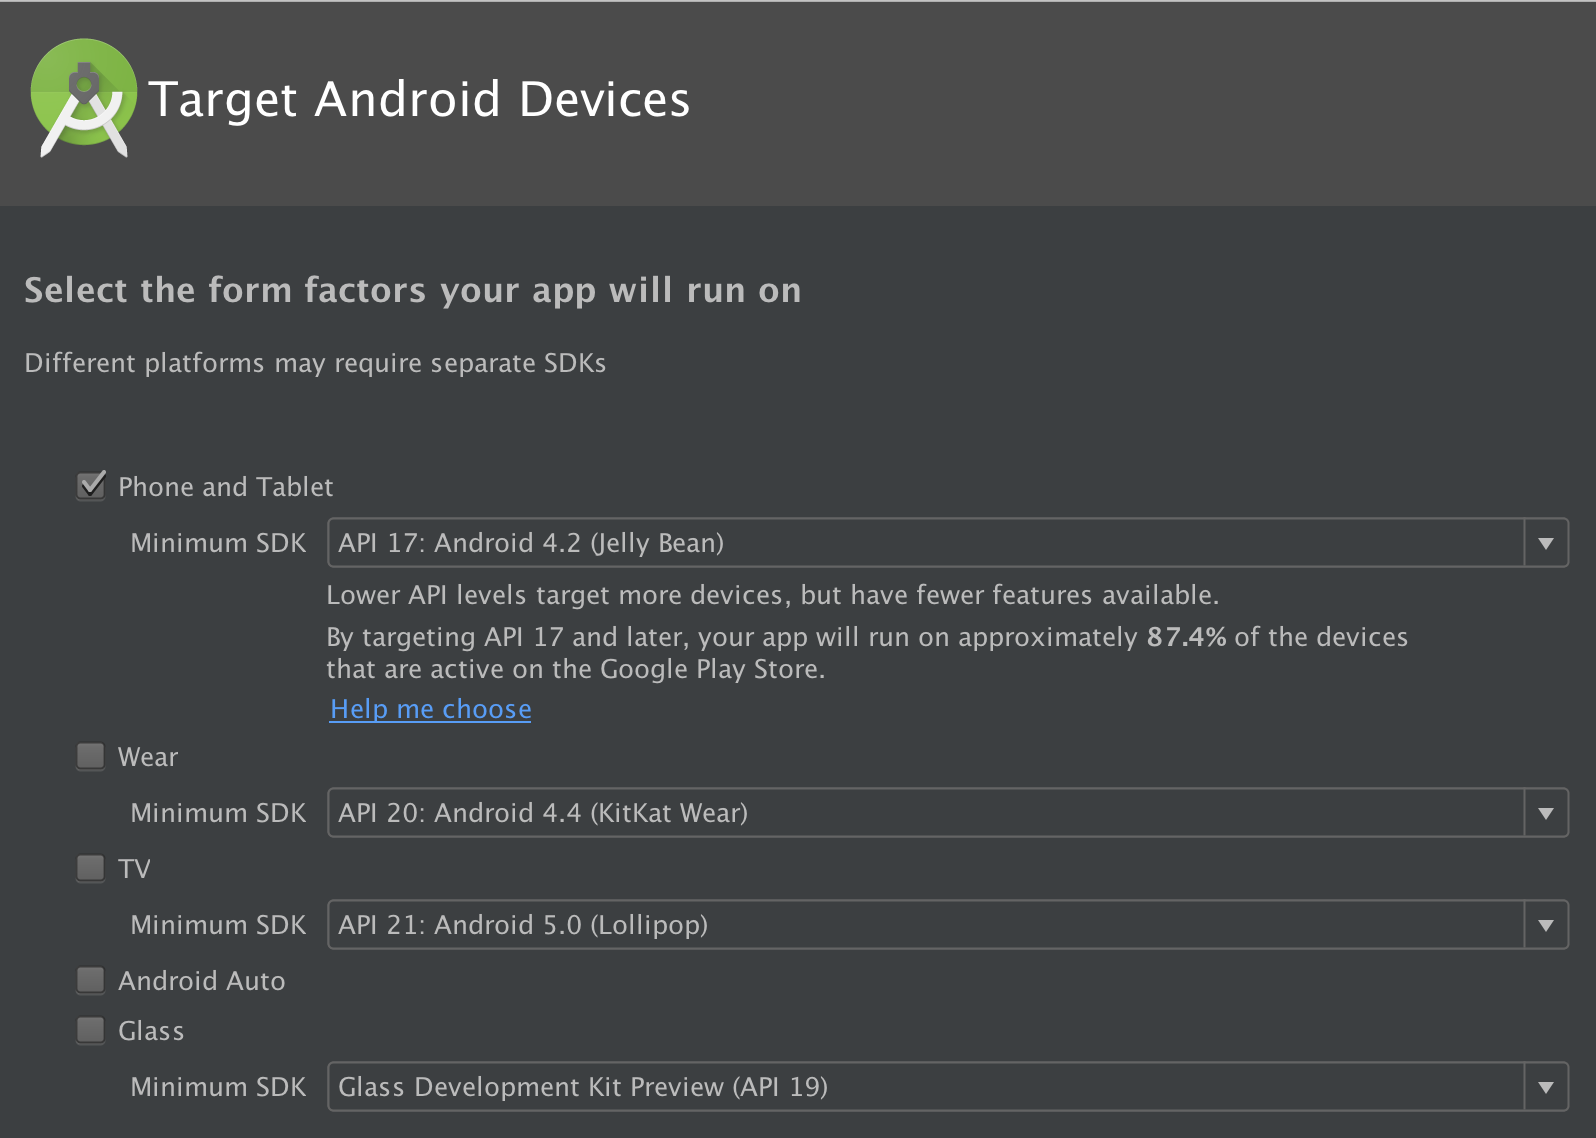 Target Android Devices
Select the form factors your app will run on
Different platforms may require separate SDKs
Phone and Tablet
Minimum SDK API 17: Android 4.2 (Jelly Bean)
Lower API levels target more devices, but have fewer features available.
By targeting API 17 and later, your app will run on approximately 87.4% of the devices
that are active on the Google Play Store.
Help me choose
Wear
Minimum SDK API 20: Android 4.4 (KitKat Wear)
TV
Minimum SDK API 21: Android 5.0 (Lollipop)
Android Auto
Glass
Minimum SDK Glass Development Kit Preview (API 19)